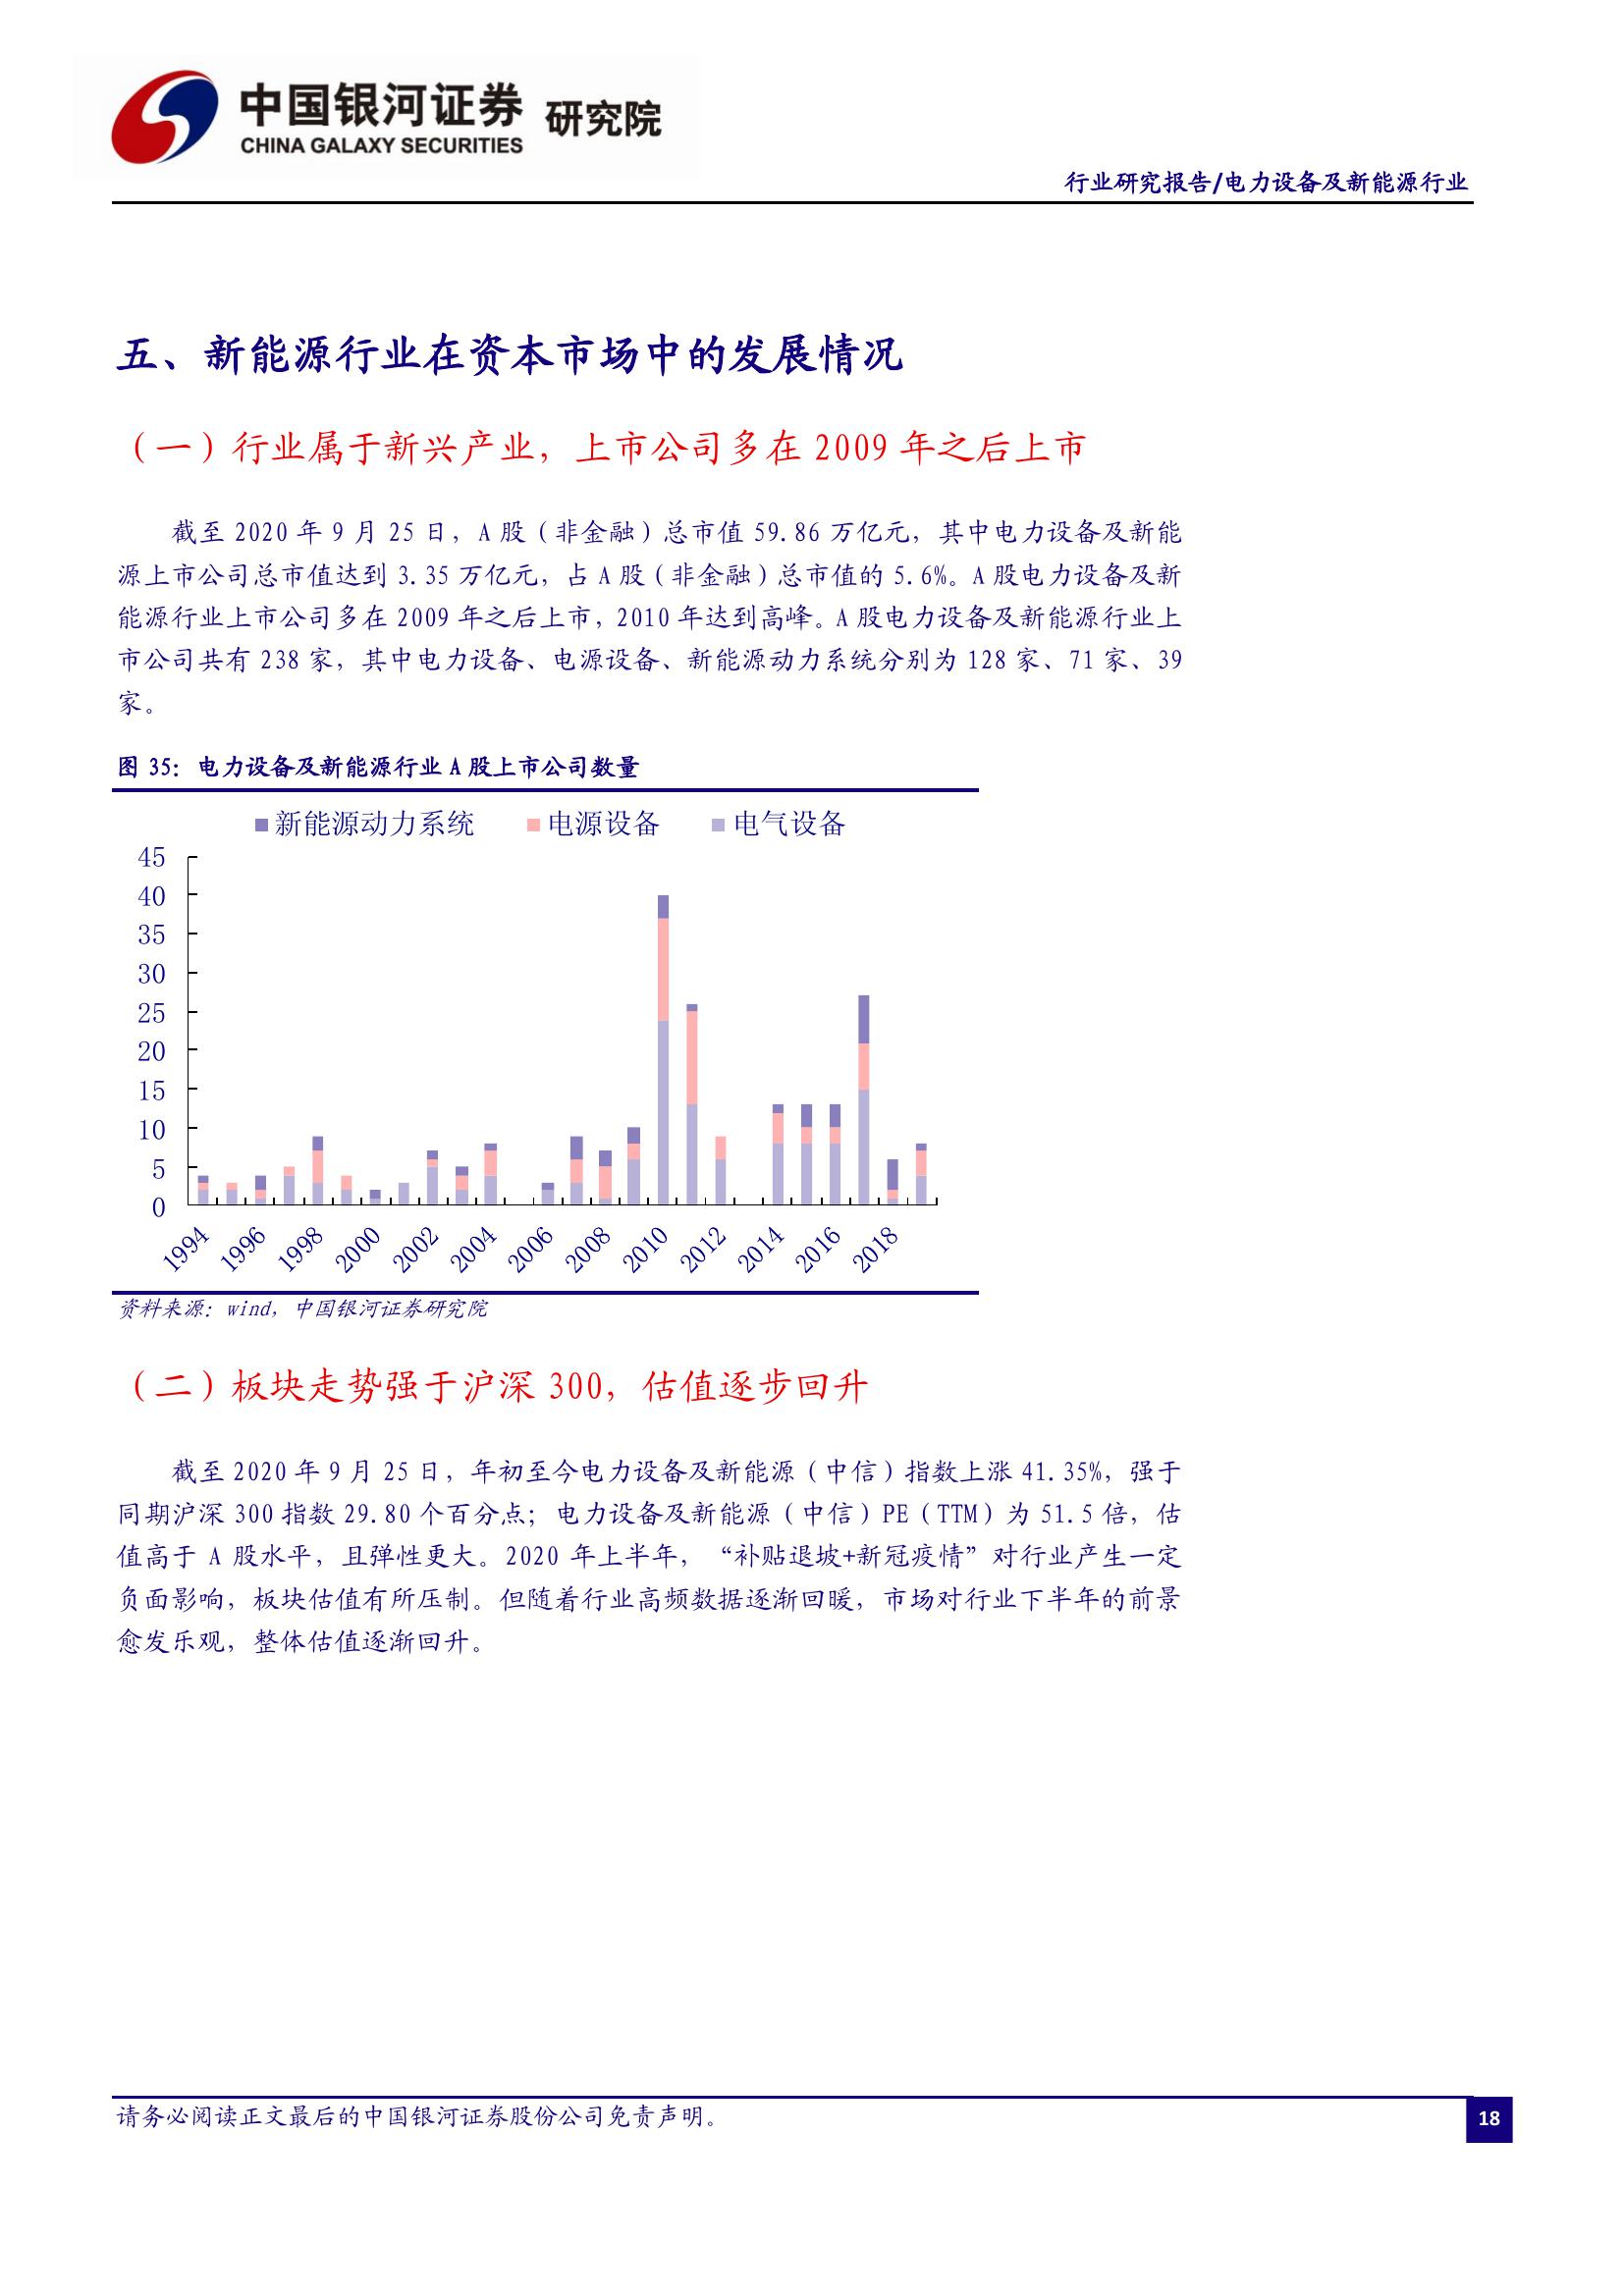 中国银河证券 研究院
CHINA GALAXY SECURITIES
行业研究报告/电力设备及新能源行业
五、新能源行业在资本市场中的发展情况
（一）行业属于新兴产业，上市公司多在 2009 年之后上市
截至 2020 年 9 月 25 日，A 股（非金融）总市值 59.86 万亿元，其中电力设备及新能
源上市公司总市值达到 3.35 万亿元，占 A 股（非金融）总市值的 5.6%。A 股电力设备及新
能源行业上市公司多在 2009 年之后上市，2010 年达到高峰。A 股电力设备及新能源行业上
市公司共有 238 家，其中电力设备、电源设备、新能源动力系统分别为 128 家、71 家、39
家。
图 35：电力设备及新能源行业 A 股上市公司数量
新能源动力系统 电源设备 电气设备
45
40
35
30
25
20
15
10
5
0
1994 1996 1998 2000 2002 2004 2006 2008 2010 2012 2014 2016 2018
资料来源：wind，中国银河证券研究院
（二）板块走势强于沪深 300，估值逐步回升
截至 2020 年 9 月 25 日，年初至今电力设备及新能源（中信）指数上涨 41.35%，强于
同期沪深 300 指数 29.80 个百分点；电力设备及新能源（中信）PE（TTM）为 51.5 倍，估
值高于 A 股水平，且弹性更大。2020 年上半年，“补贴退坡+新冠疫情”对行业产生一定
负面影响，板块估值有所压制。但随着行业高频数据逐渐回暖，市场对行业下半年的前景
愈发乐观，整体估值逐渐回升。
请务必阅读正文最后的中国银河证券股份公司免责声明。
18